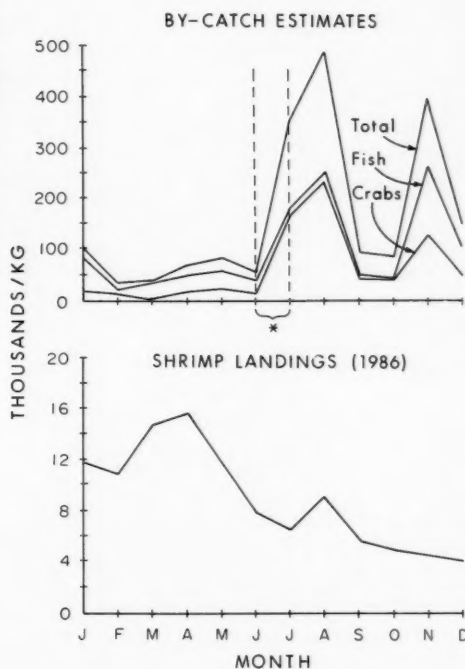 BY-CATCH ESTIMATES
500
400
300
200
100
0
Total
Fish
Crabs
*
THOUSANDS/KG
SHRIMP LANDINGS (1986)
20
16
12
8
4
0
J F M A M J J A S O N D
MONTH